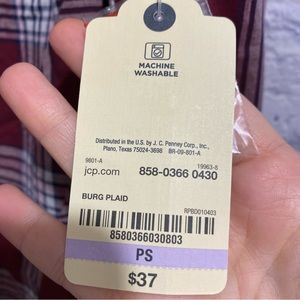 MACHINE
WASHABLE
Distributed in the U.S. by J. C. Penney Corp., Inc.,
Plano, Texas 75024-3698 BR-09-801-A
9801-A 19963-8
jcp.com 858-0366 0430
BURG PLAID
RPBD010403
8580366030803
PS
$37